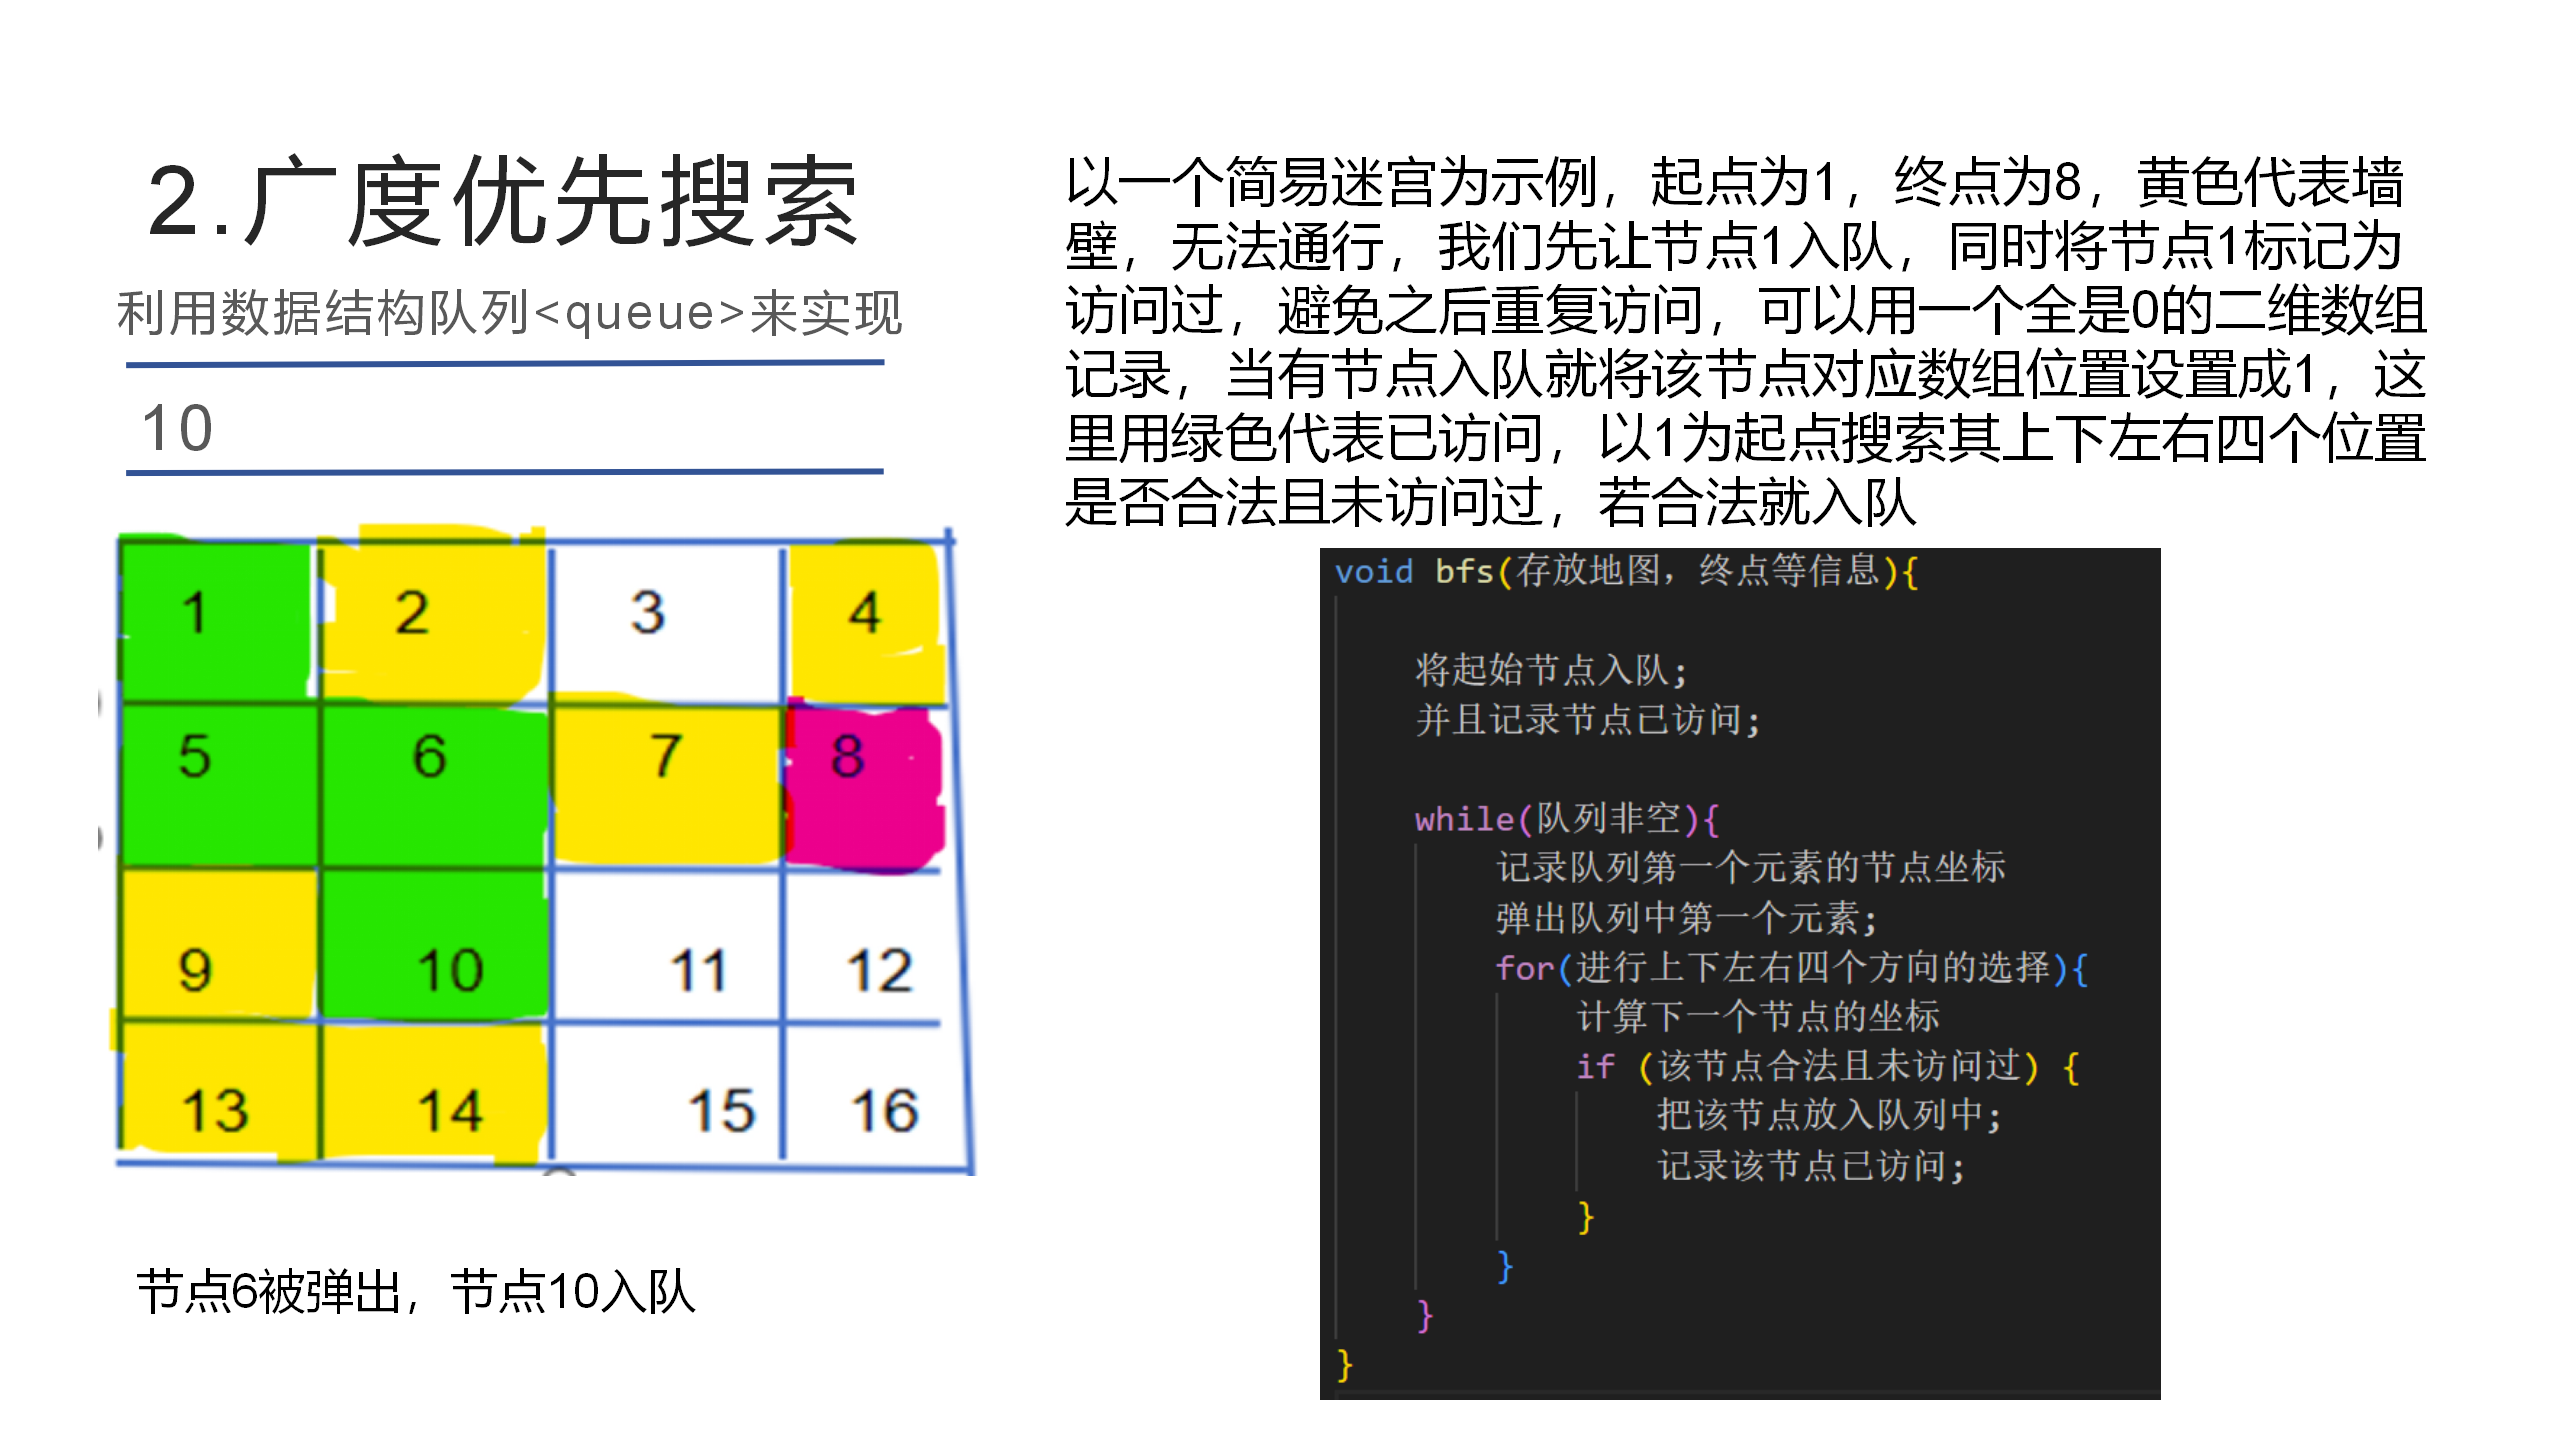 2.广度优先搜索
利用数据结构队列<queue>来实现
10
1 2 3 4
5 6 7 8
9 10 11 12
13 14 15 16
节点6被弹出，节点10入队
以一个简易迷宫为示例，起点为1，终点为8，黄色代表墙
壁，无法通行，我们先让节点1入队，同时将节点1标记为
访问过，避免之后重复访问，可以用一个全是0的二维数组
记录，当有节点入队就将该节点对应数组位置设置成1，这
里用绿色代表已访问，以1为起点搜索其上下左右四个位置
是否合法且未访问过，若合法就入队
void bfs(存放地图，终点等信息){
将起始节点入队;
并且记录节点已访问;
while(队列非空){
记录队列第一个元素的节点坐标
弹出队列中第一个元素;
for(进行上下左右四个方向的选择){
计算下一个节点的坐标
if (该节点合法且未访问过) {
把该节点放入队列中;
记录该节点已访问;
}
}
}
}